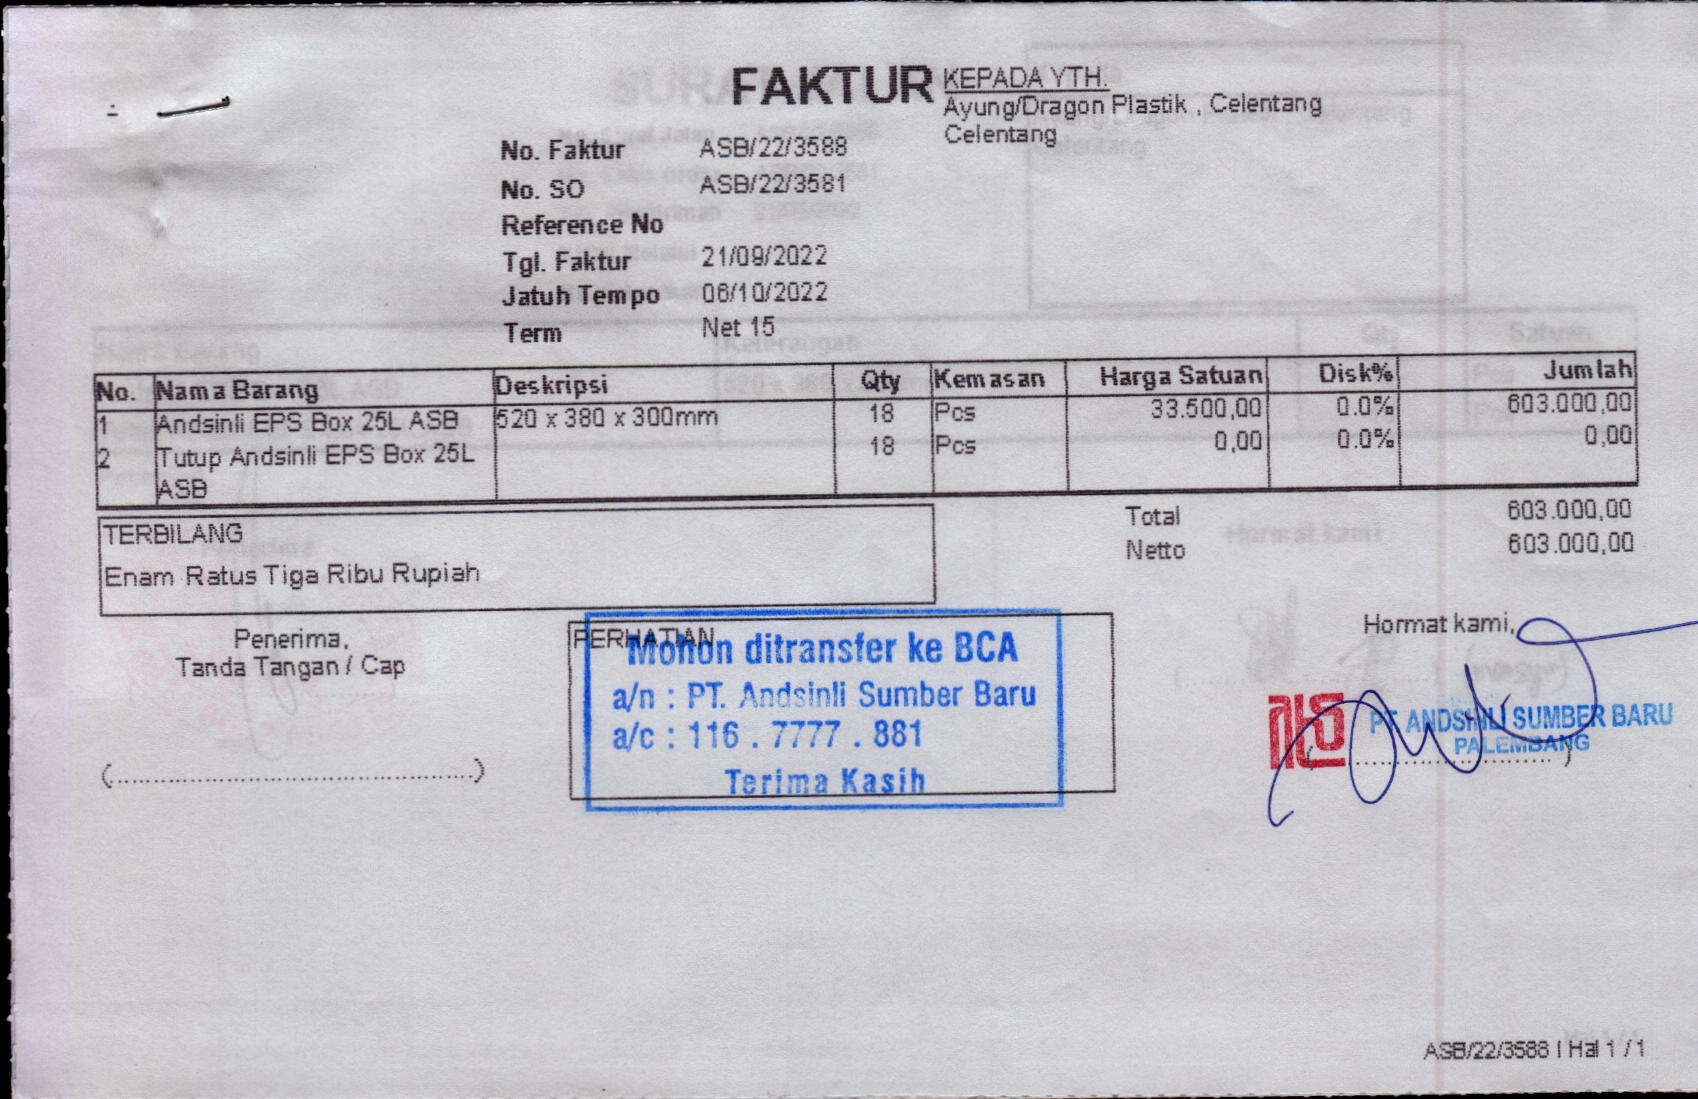 FAKTUR
KEPADA YTH.
Ayung/Dragon Plastik , Celentang
Celentang
No. Faktur ASB/22/3588
No. SO ASB/22/3581
Reference No
Tgl. Faktur 21/09/2022
Jatuh Tempo 06/10/2022
Term Net 15
No. Nama Barang Deskripsi Qty Kemasan Harga Satuan Disk% Jumlah
1 Andsinli EPS Box 25L ASB 520 x 380 x 300mm 18 Pcs 33.500,00 0.0% 603.000,00
2 Tutup Andsinli EPS Box 25L 18 Pcs 0,00 0.0% 0,00
ASB
Total 603.000,00
Netto 603.000,00
TERBILANG
Enam Ratus Tiga Ribu Rupiah
Penerima,
Tanda Tangan / Cap
(..................................................)
PERHATIAN
Mohon ditransfer ke BCA
a/n : PT. Andsinli Sumber Baru
a/c : 116 . 7777 . 881
Terima Kasih
Hormat kami,
PT ANDSINLI SUMBER BARU
PALEMBANG
(..............................)
ASB/22/3588 | Hal 1 / 1